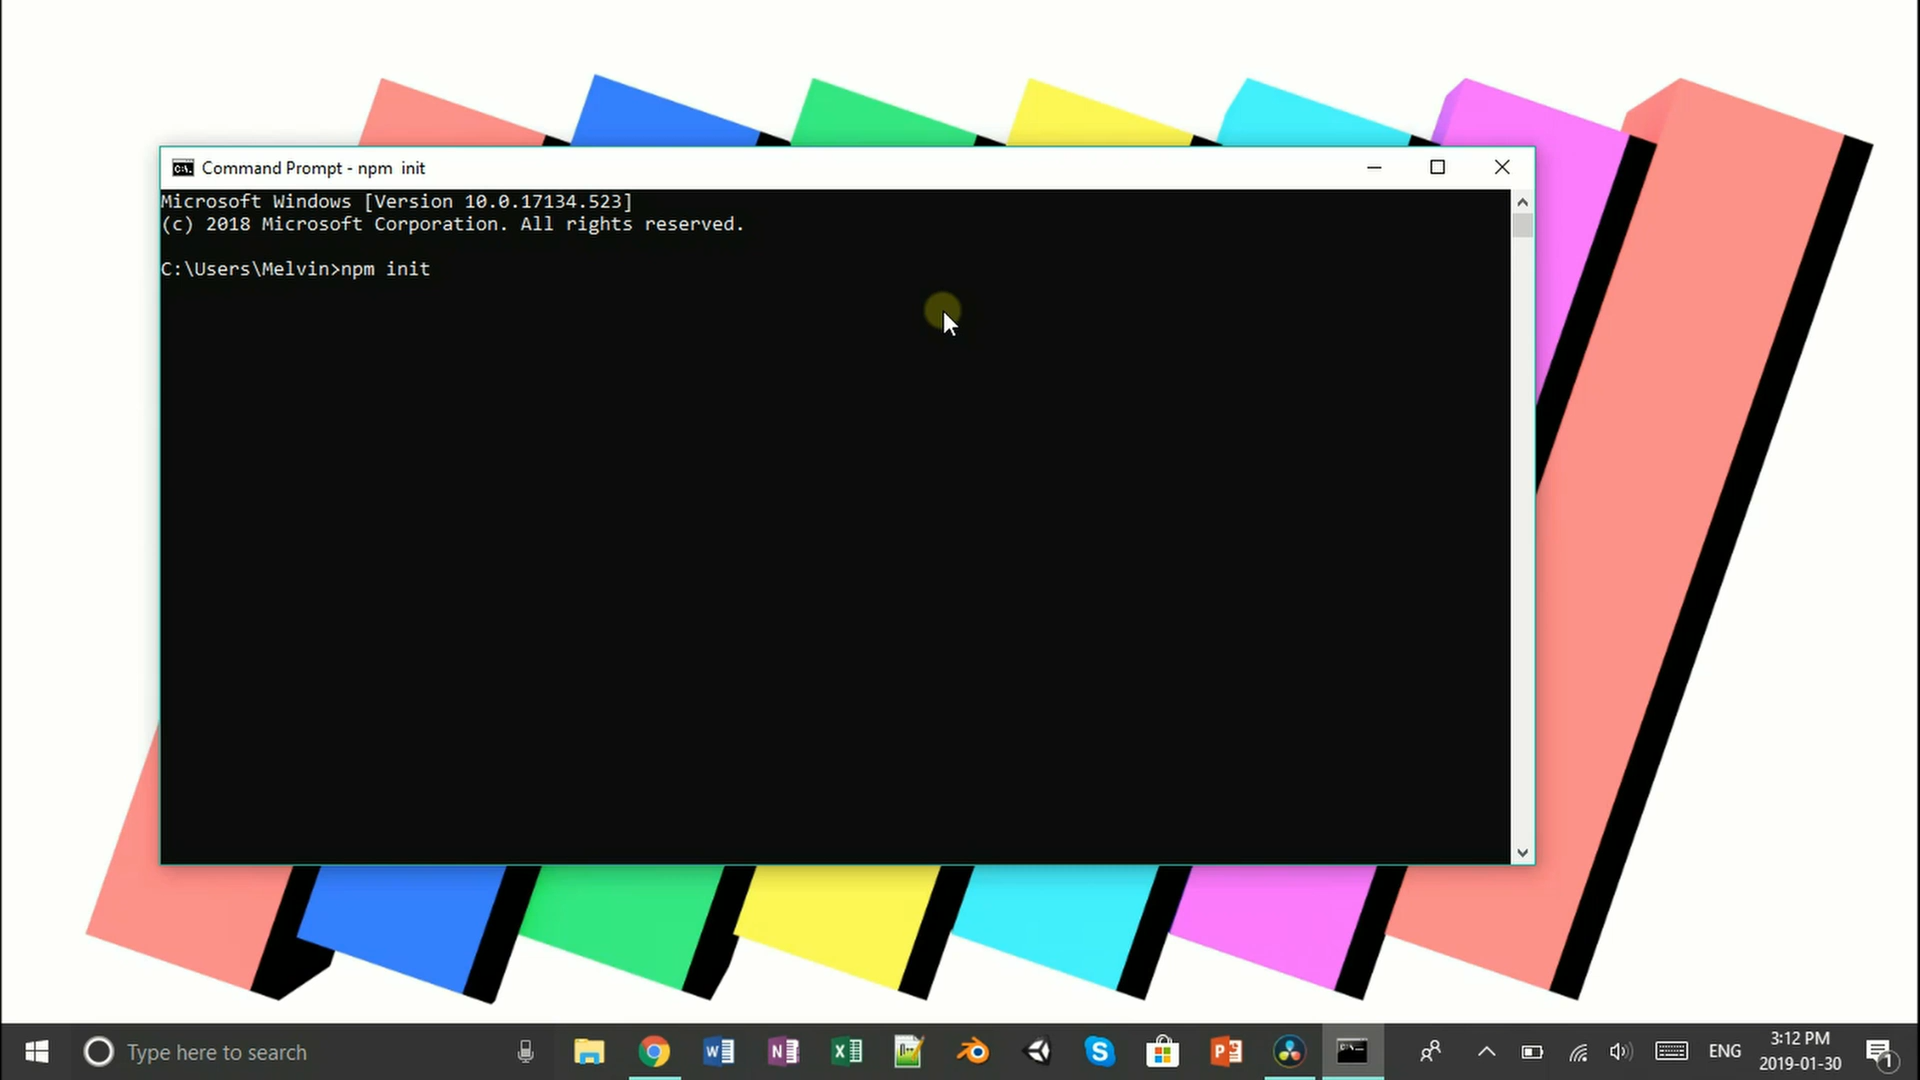 Command Prompt - npm  init
Microsoft Windows [Version 10.0.17134.523]
(c) 2018 Microsoft Corporation. All rights reserved.
C:\Users\Melvin>npm init
Type here to search
ENG
3:12 PM
2019-01-30
1